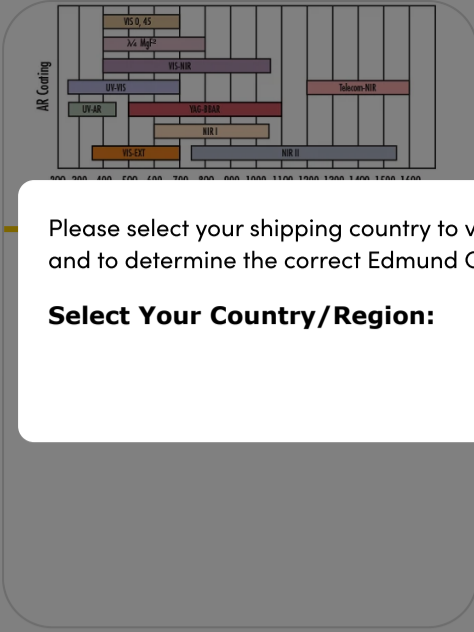 VIS 0, 45
λ/4 MgF²
VIS-NIR
UV-VIS
Telecom-NIR
AR Coating
UV-AR
YAG-BBAR
NIR I
VIS-EXT
NIR II
Please select your shipping country to v
and to determine the correct Edmund
Select Your Country/Region: